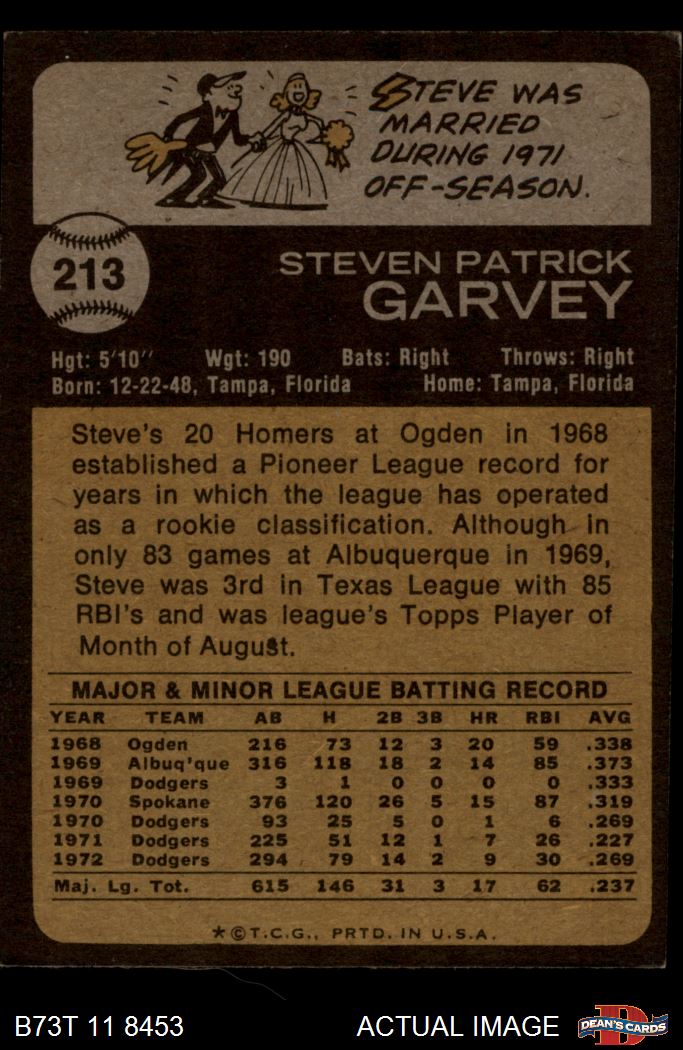 STEVE WAS
MARRIED
DURING 1971
OFF-SEASON.
213
STEVEN PATRICK
GARVEY
Hgt: 5'10" Wgt: 190 Bats: Right Throws: Right
Born: 12-22-48, Tampa, Florida Home: Tampa, Florida
Steve's 20 Homers at Ogden in 1968
established a Pioneer League record for
years in which the league has operated
as a rookie classification. Although in
only 83 games at Albuquerque in 1969,
Steve was 3rd in Texas League with 85
RBI's and was league's Topps Player of
Month of August.
MAJOR & MINOR LEAGUE BATTING RECORD
YEAR TEAM AB H 2B 3B HR RBI AVG
1968 Ogden 216 73 12 3 20 59 .338
1969 Albuq'que 316 118 18 2 14 85 .373
1969 Dodgers 3 1 0 0 0 0 .333
1970 Spokane 376 120 26 5 15 87 .319
1970 Dodgers 93 25 5 0 1 6 .269
1971 Dodgers 225 51 12 1 7 26 .227
1972 Dodgers 294 79 14 2 9 30 .269
Maj. Lg. Tot. 615 146 31 3 17 62 .237
*©T.C.G., PRTD. IN U.S.A.
B73T 11 8453 ACTUAL IMAGE D DEAN'S CARDS